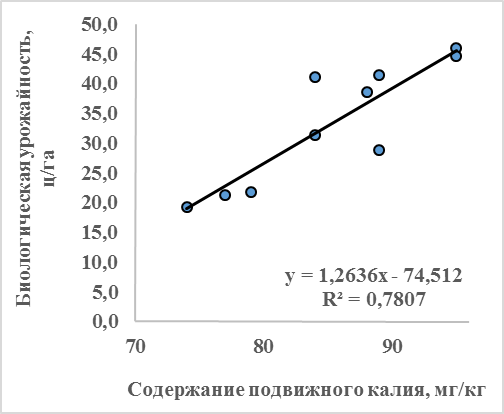 Биологическая урожайность,
ц/га
50,0
45,0
40,0
35,0
30,0
25,0
20,0
15,0
10,0
5,0
0,0
y = 1,2636x - 74,512
R² = 0,7807
70 80 90
Содержание подвижного калия, мг/кг